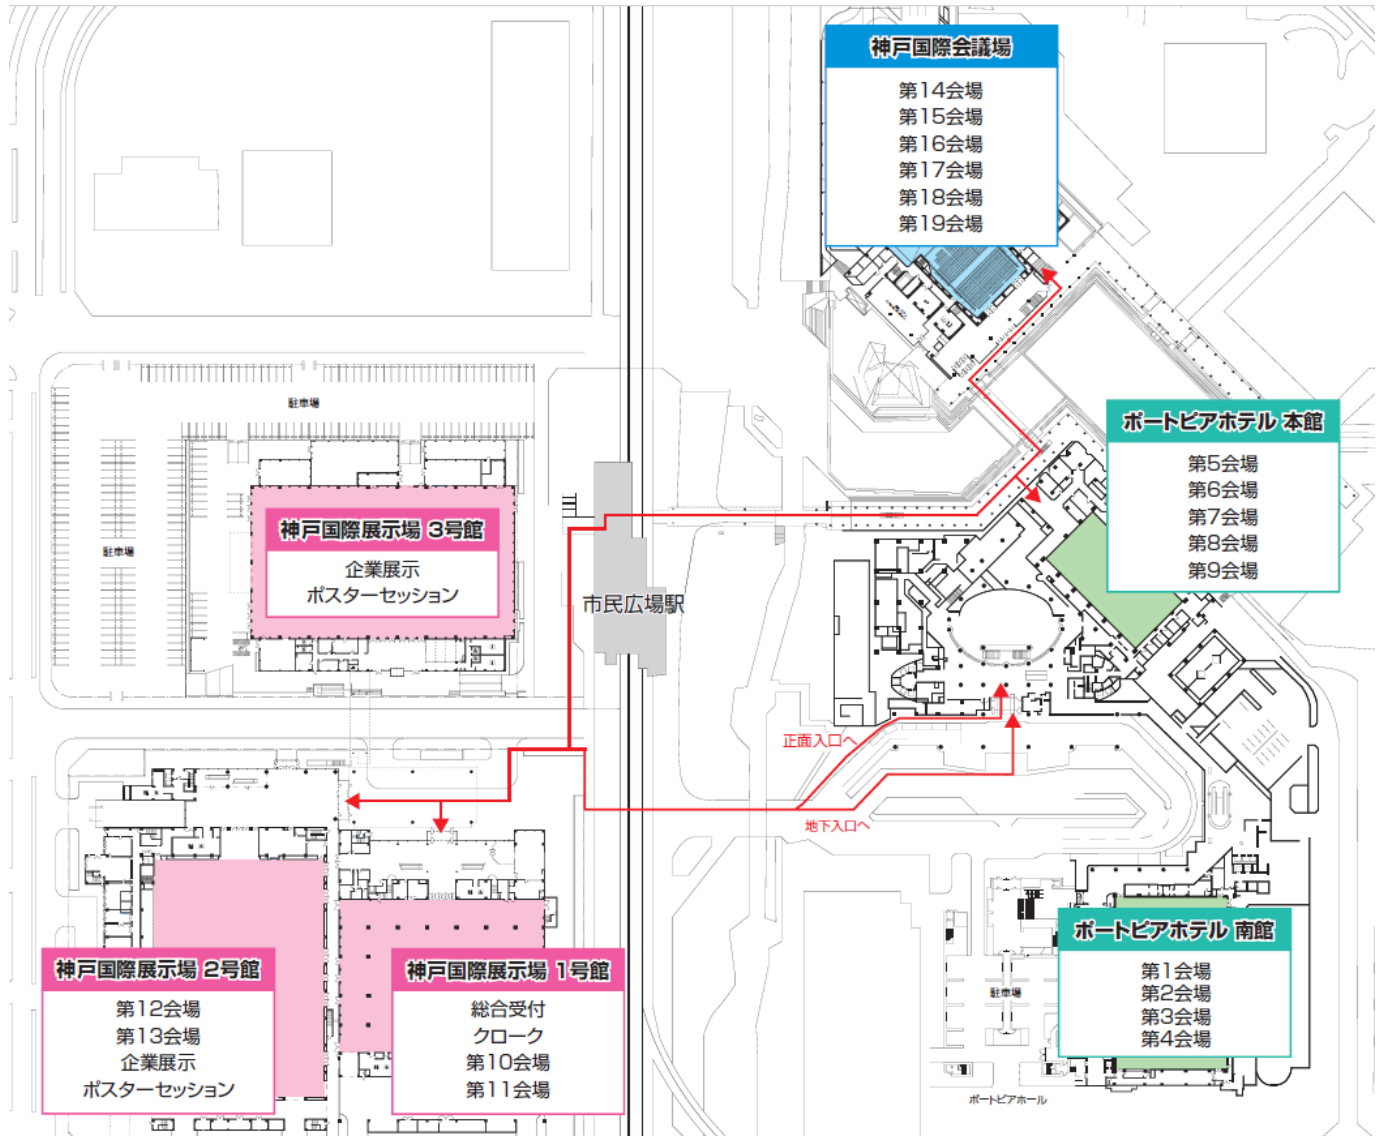 神戸国際会議場
第14会場
第15会場
第16会場
第17会場
第18会場
第19会場
駐車場
ポートピアホテル 本館
第5会場
第6会場
第7会場
第8会場
第9会場
神戸国際展示場 3号館
企業展示
ポスターセッション
駐車場
市民広場駅
正面入口へ
地下入口へ
ポートピアホテル 南館
第1会場
第2会場
第3会場
第4会場
神戸国際展示場 2号館
第12会場
第13会場
企業展示
ポスターセッション
神戸国際展示場 1号館
総合受付
クローク
第10会場
第11会場
駐車場
ポートピアホール